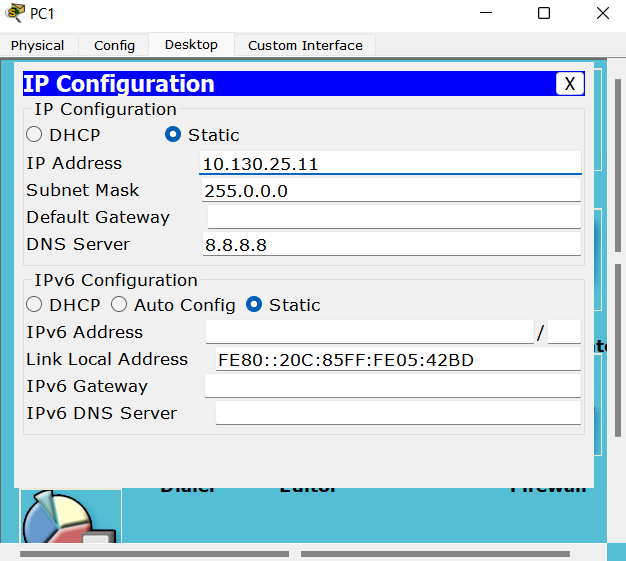 PC1
Physical Config Desktop Custom Interface
IP Configuration X
IP Configuration
DHCP Static
IP Address 10.130.25.11
Subnet Mask 255.0.0.0
Default Gateway
DNS Server 8.8.8.8
IPv6 Configuration
DHCP Auto Config Static
IPv6 Address /
Link Local Address FE80::20C:85FF:FE05:42BD
IPv6 Gateway
IPv6 DNS Server
Dialer Editor Firewall